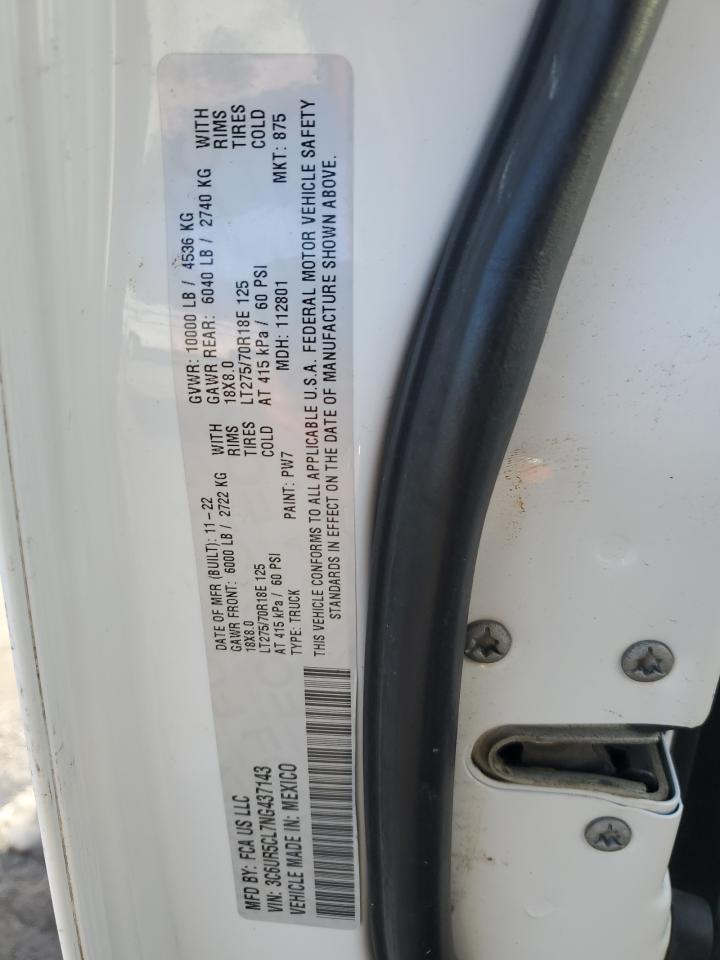 MFD BY: FCA US LLC
VIN: 3C6UR5CL7NG437143
VEHICLE MADE IN: MEXICO
DATE OF MFR (BUILT): 11-22
GAWR FRONT: 6000 LB / 2722 KG WITH
18X8.0 RIMS
LT275/70R18E 125 TIRES
AT 415 kPa / 60 PSI COLD
TYPE: TRUCK PAINT: PW7
GVWR: 10000 LB / 4536 KG
GAWR REAR: 6040 LB / 2740 KG WITH
18X8.0 RIMS
LT275/70R18E 125 TIRES
AT 415 kPa / 60 PSI COLD
MDH: 112801 MKT: 875
THIS VEHICLE CONFORMS TO ALL APPLICABLE U.S.A. FEDERAL MOTOR VEHICLE SAFETY
STANDARDS IN EFFECT ON THE DATE OF MANUFACTURE SHOWN ABOVE.